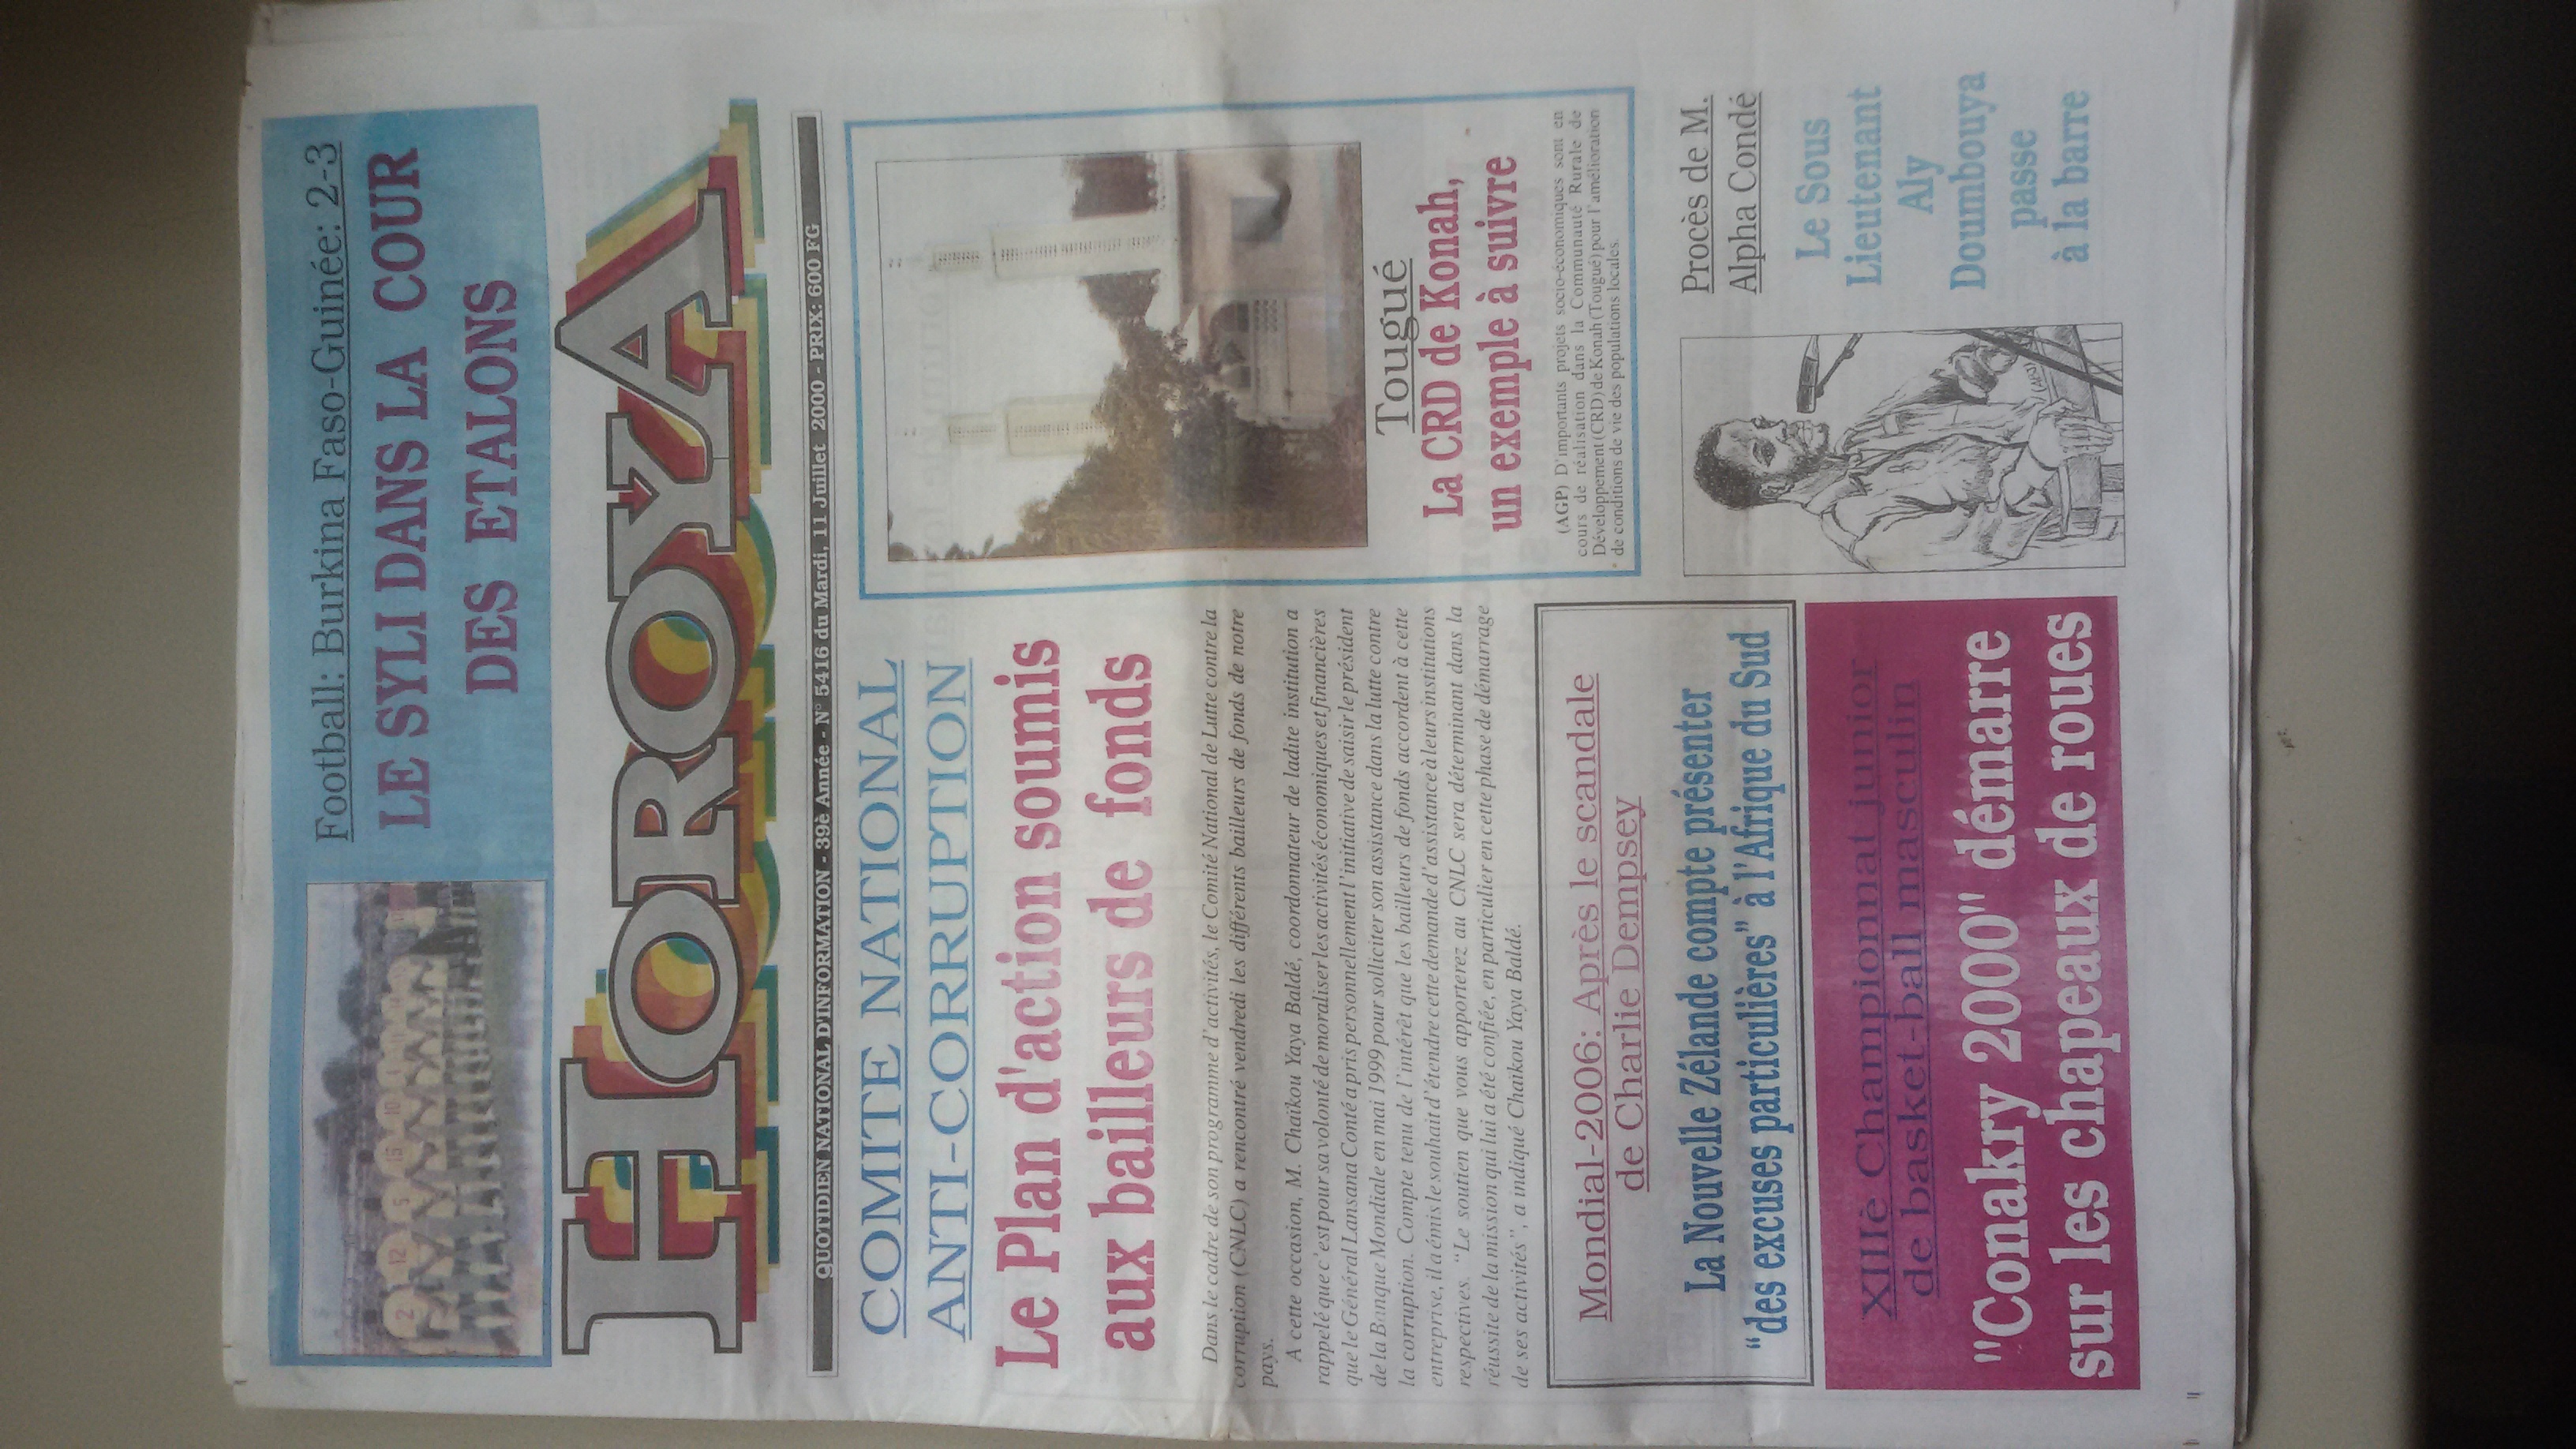 Football: Burkina Faso-Guinée: 2-3
LE SYLI DANS LA COUR
DES ETALONS
HOROYA
QUOTIDIEN NATIONAL D'INFORMATION - 39è Année - N° 5416 du Mardi, 11 Juillet 2000 - PRIX: 600 FG
COMITE NATIONAL
ANTI-CORRUPTION
Le Plan d'action soumis
aux bailleurs de fonds
Dans le cadre de son programme d'activités, le Comité National de Lutte contre la
corruption (CNLC) a rencontré vendredi les différents bailleurs de fonds de notre
pays.
A cette occasion, M. Chaïkou Yaya Baldé, coordonnateur de ladite institution a
rappelé que c'est pour sa volonté de moraliser les activités économiques et financières
que le Général Lansana Conté a pris personnellement l'initiative de saisir le président
de la Banque Mondiale en mai 1999 pour solliciter son assistance dans la lutte contre
la corruption. Compte tenu de l'intérêt que les bailleurs de fonds accordent à cette
entreprise, il a émis le souhait d'étendre cette demande d'assistance à leurs institutions
respectives. "Le soutien que vous apporterez au CNLC sera déterminant dans la
réussite de la mission qui lui a été confiée, en particulier en cette phase de démarrage
de ses activités", a indiqué Chaïkou Yaya Baldé.
Tougué
La CRD de Konah,
un exemple à suivre
(AGP) D'importants projets socio-économiques sont en
cours de réalisation dans la Communauté Rurale de
Développement (CRD) de Konah (Tougué) pour l'amélioration
de conditions de vie des populations locales.
Mondial-2006: Après le scandale
de Charlie Dempsey
La Nouvelle Zélande compte présenter
"des excuses particulières" à l'Afrique du Sud
XIIIè Championnat junior
de basket-ball masculin
"Conakry 2000" démarre
sur les chapeaux de roues
Procès de M.
Alpha Condé
Le Sous
Lieutenant
Aly
Doumbouya
passe
à la barre